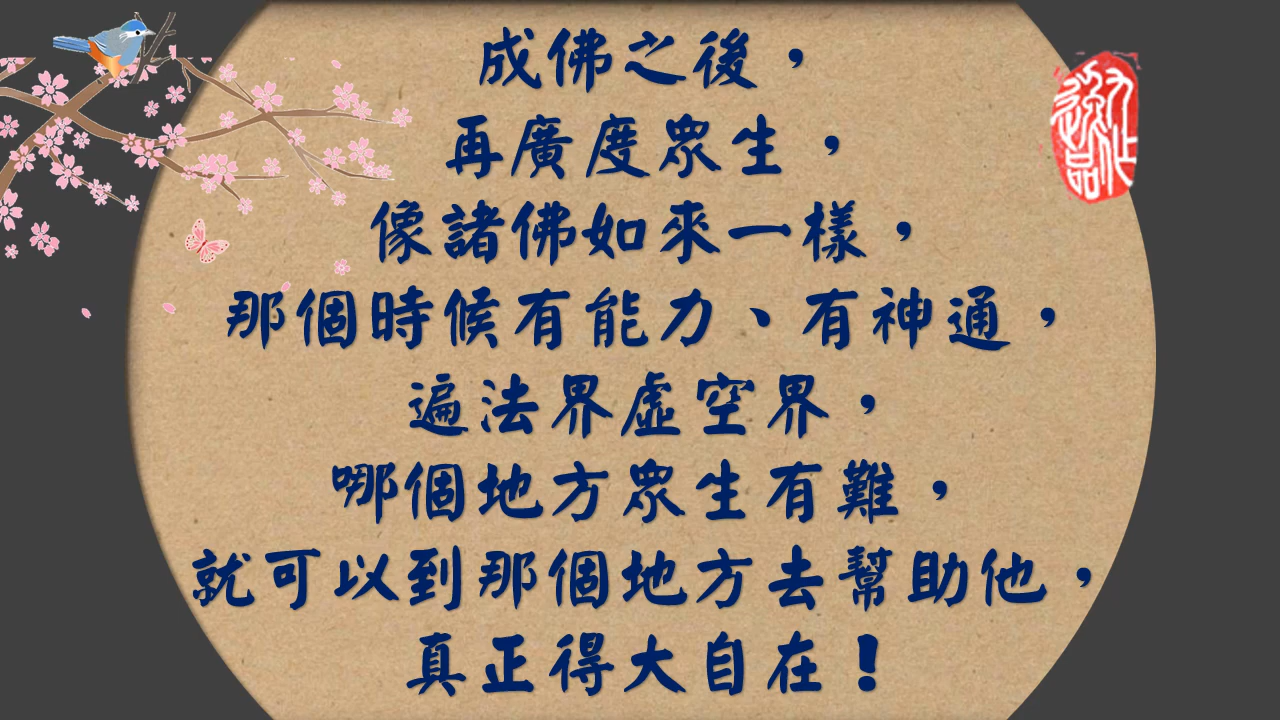 成佛之後，
再廣度眾生，
像諸佛如來一樣，
那個時候有能力、有神通，
遍法界虛空界，
哪個地方眾生有難，
就可以到那個地方去幫助他，
真正得大自在！